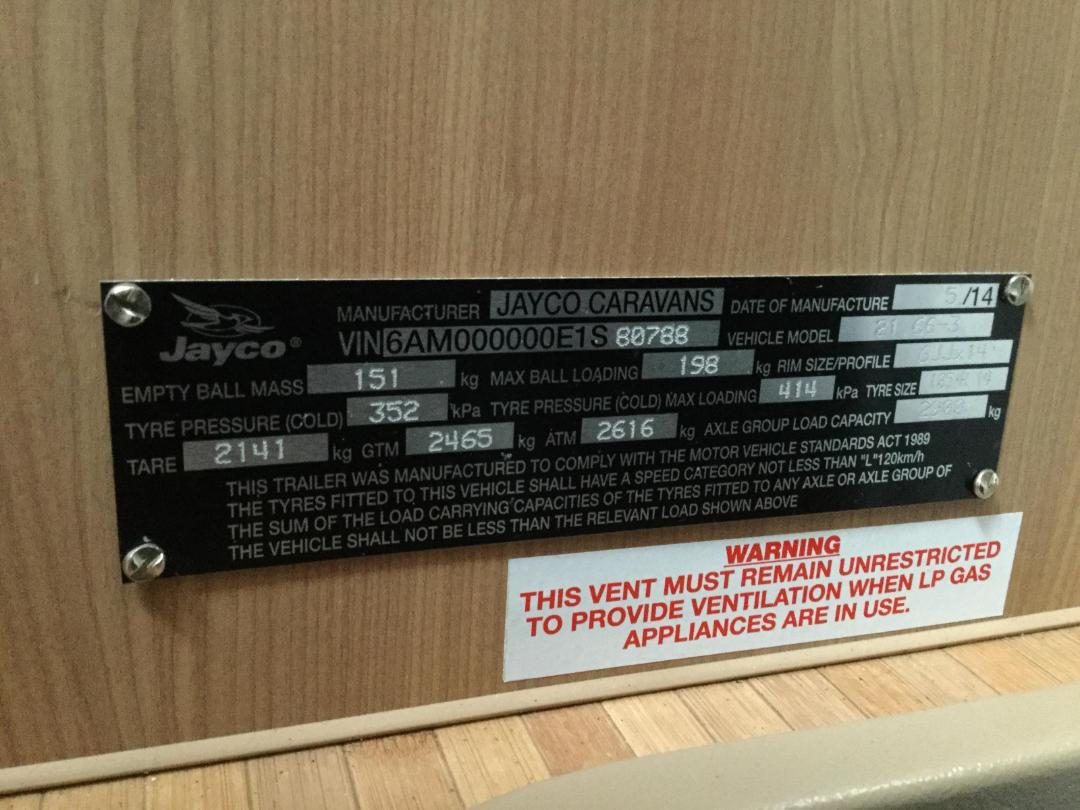 Jayco®
MANUFACTURER JAYCO CARAVANS DATE OF MANUFACTURE 5/14
VIN 6AM000000E1S 80788 VEHICLE MODEL 21 66-3
EMPTY BALL MASS 151 kg MAX BALL LOADING 198 kg RIM SIZE/PROFILE 6JJx14
TYRE PRESSURE (COLD) 352 kPa TYRE PRESSURE (COLD) MAX LOADING 414 kPa TYRE SIZE
TARE 2141 kg GTM 2465 kg ATM 2616 kg AXLE GROUP LOAD CAPACITY kg
THIS TRAILER WAS MANUFACTURED TO COMPLY WITH THE MOTOR VEHICLE STANDARDS ACT 1989
THE TYRES FITTED TO THIS VEHICLE SHALL HAVE A SPEED CATEGORY NOT LESS THAN "L"120km/h
THE SUM OF THE LOAD CARRYING CAPACITIES OF THE TYRES FITTED TO ANY AXLE OR AXLE GROUP OF
THE VEHICLE SHALL NOT BE LESS THAN THE RELEVANT LOAD SHOWN ABOVE
WARNING
THIS VENT MUST REMAIN UNRESTRICTED
TO PROVIDE VENTILATION WHEN LP GAS
APPLIANCES ARE IN USE.